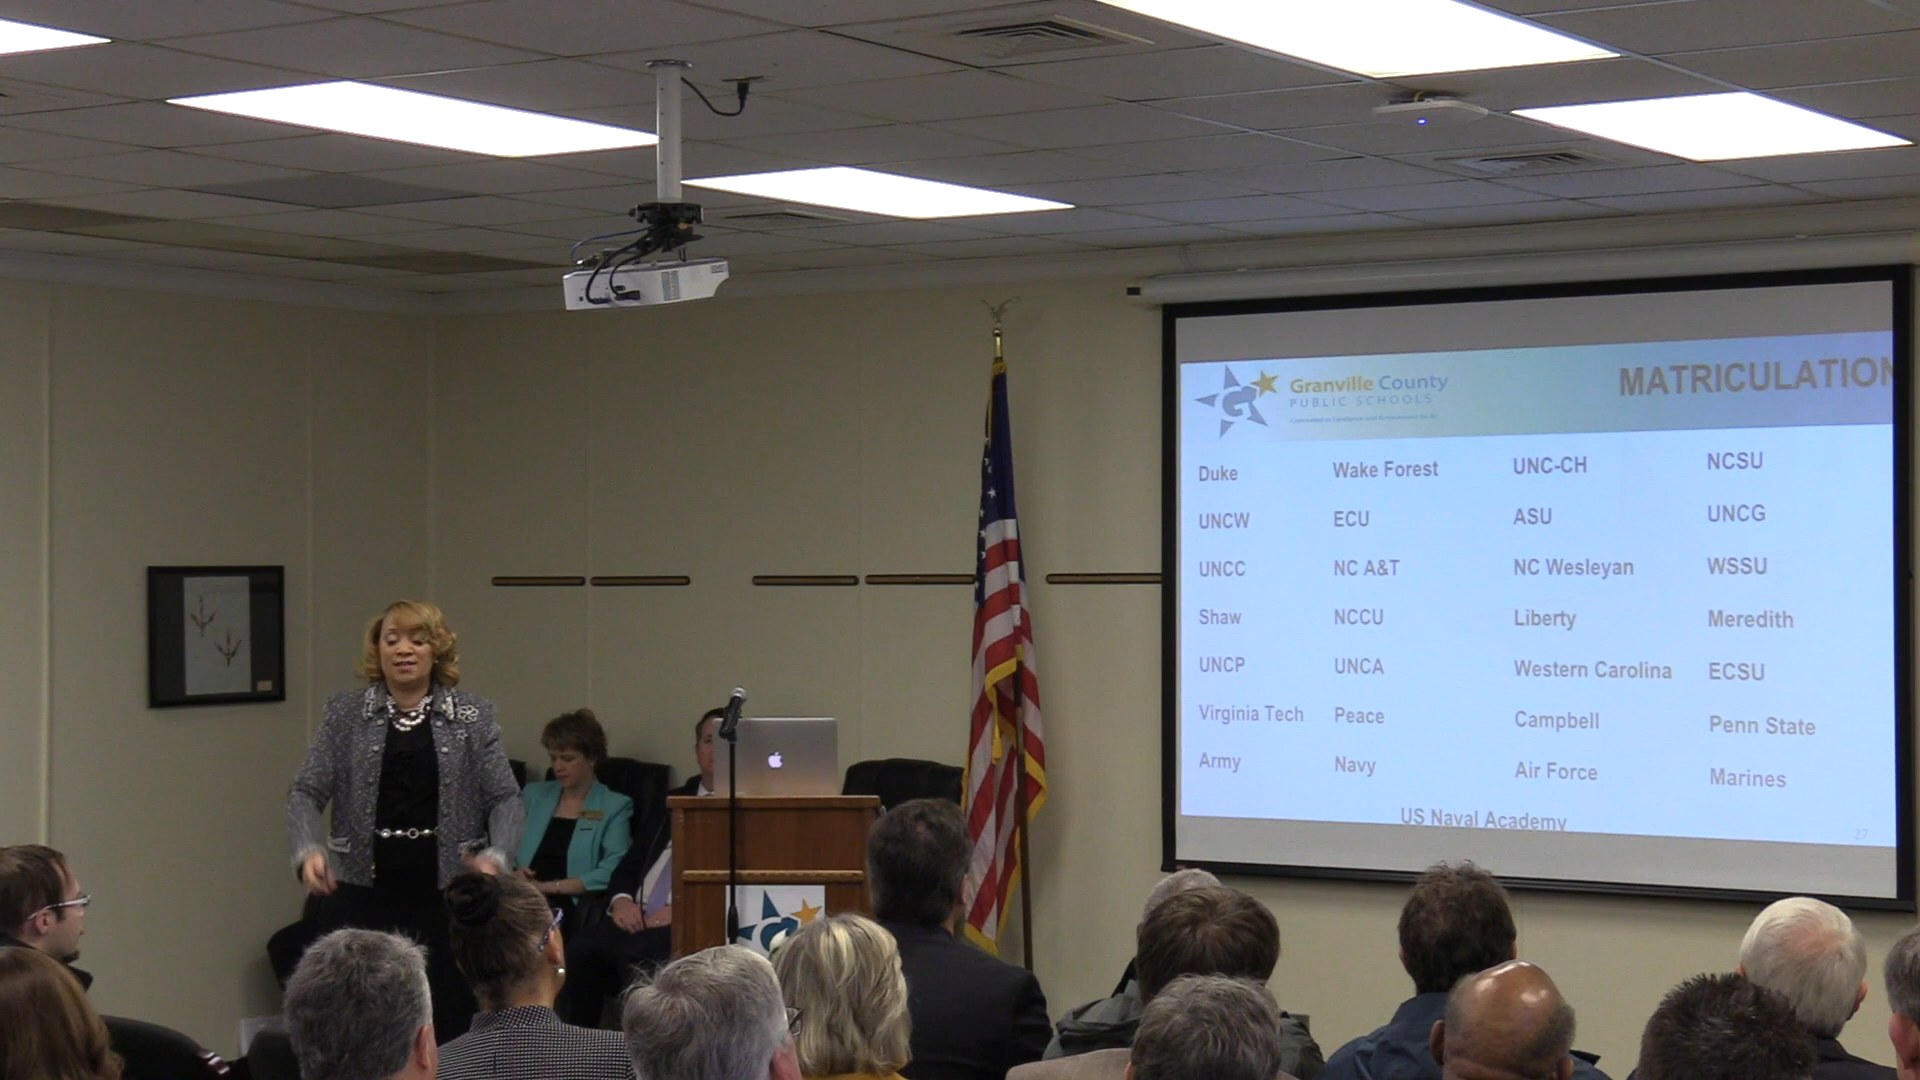 Granville County
PUBLIC SCHOOLS
MATRICULATION
Duke Wake Forest UNC-CH NCSU
UNCW ECU ASU UNCG
UNCC NC A&T NC Wesleyan WSSU
Shaw NCCU Liberty Meredith
UNCP UNCA Western Carolina ECSU
Virginia Tech Peace Campbell Penn State
Army Navy Air Force Marines
US Naval Academy
27